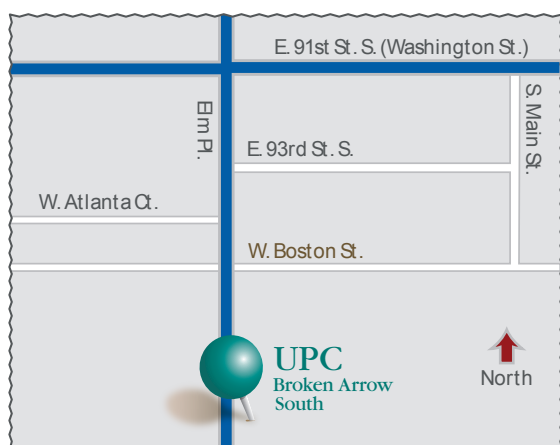 E. 91st St. S. (Washington St.)
Elm Pl.
S. Main St.
E. 93rd St. S.
W. Atlanta Ct.
W. Boston St.
UPC
Broken Arrow
South
North